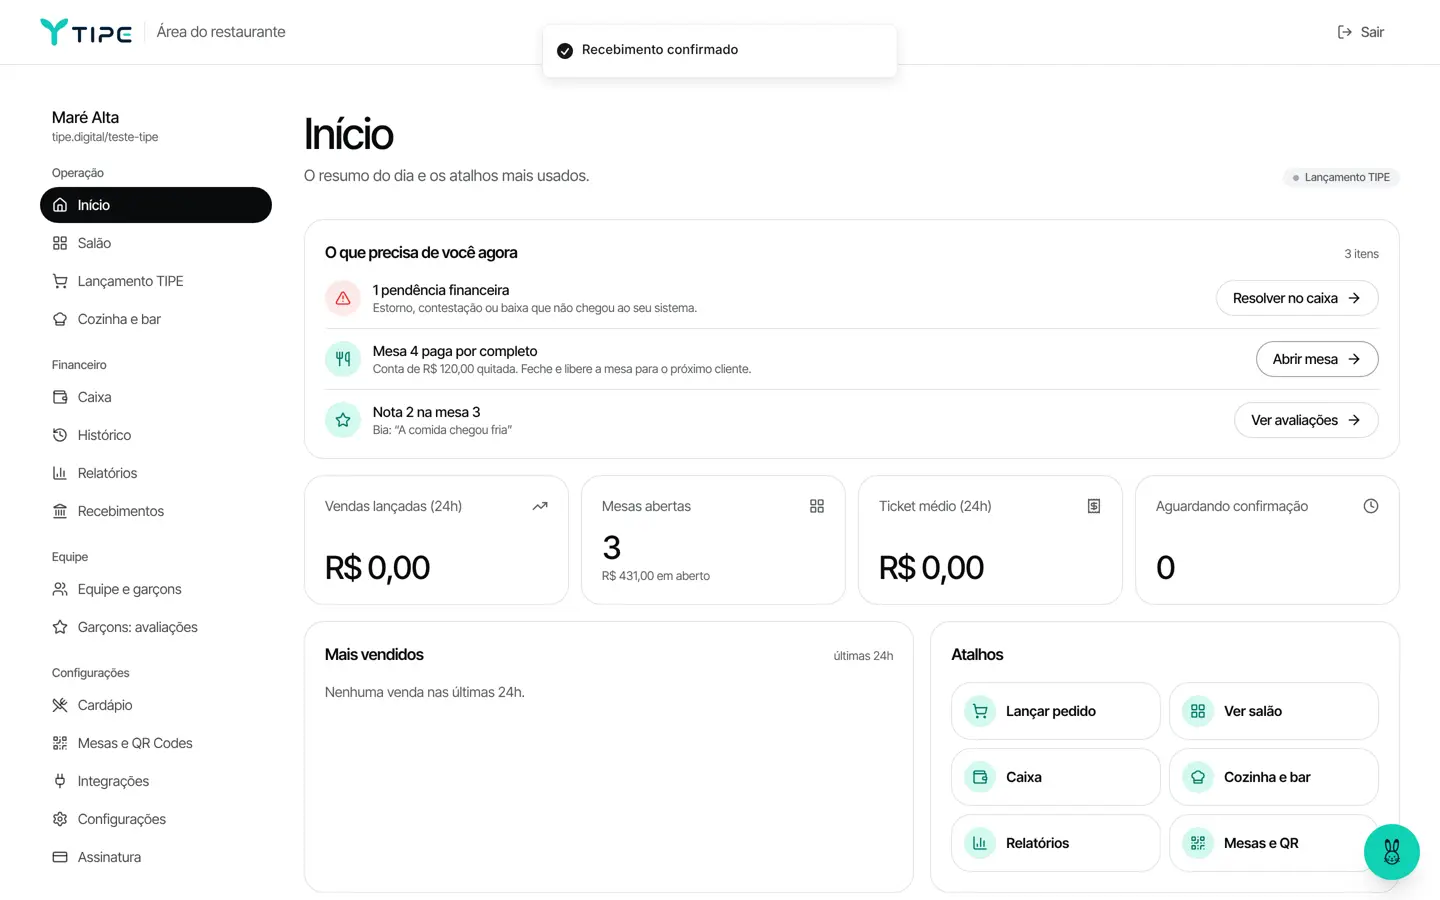 TIPE
Área do restaurante
Recebimento confirmado
Sair
Maré Alta
tipe.digital/teste-tipe
Operação
Início
Salão
Lançamento TIPE
Cozinha e bar
Financeiro
Caixa
Histórico
Relatórios
Recebimentos
Equipe
Equipe e garçons
Garçons: avaliações
Configurações
Cardápio
Mesas e QR Codes
Integrações
Configurações
Assinatura
Início
O resumo do dia e os atalhos mais usados.
Lançamento TIPE
O que precisa de você agora
3 itens
1 pendência financeira
Estorno, contestação ou baixa que não chegou ao seu sistema.
Resolver no caixa
Mesa 4 paga por completo
Conta de R$ 120,00 quitada. Feche e libere a mesa para o próximo cliente.
Abrir mesa
Nota 2 na mesa 3
Bia: “A comida chegou fria”
Ver avaliações
Vendas lançadas (24h)
R$ 0,00
Mesas abertas
3
R$ 431,00 em aberto
Ticket médio (24h)
R$ 0,00
Aguardando confirmação
0
Mais vendidos
últimas 24h
Nenhuma venda nas últimas 24h.
Atalhos
Lançar pedido
Ver salão
Caixa
Cozinha e bar
Relatórios
Mesas e QR